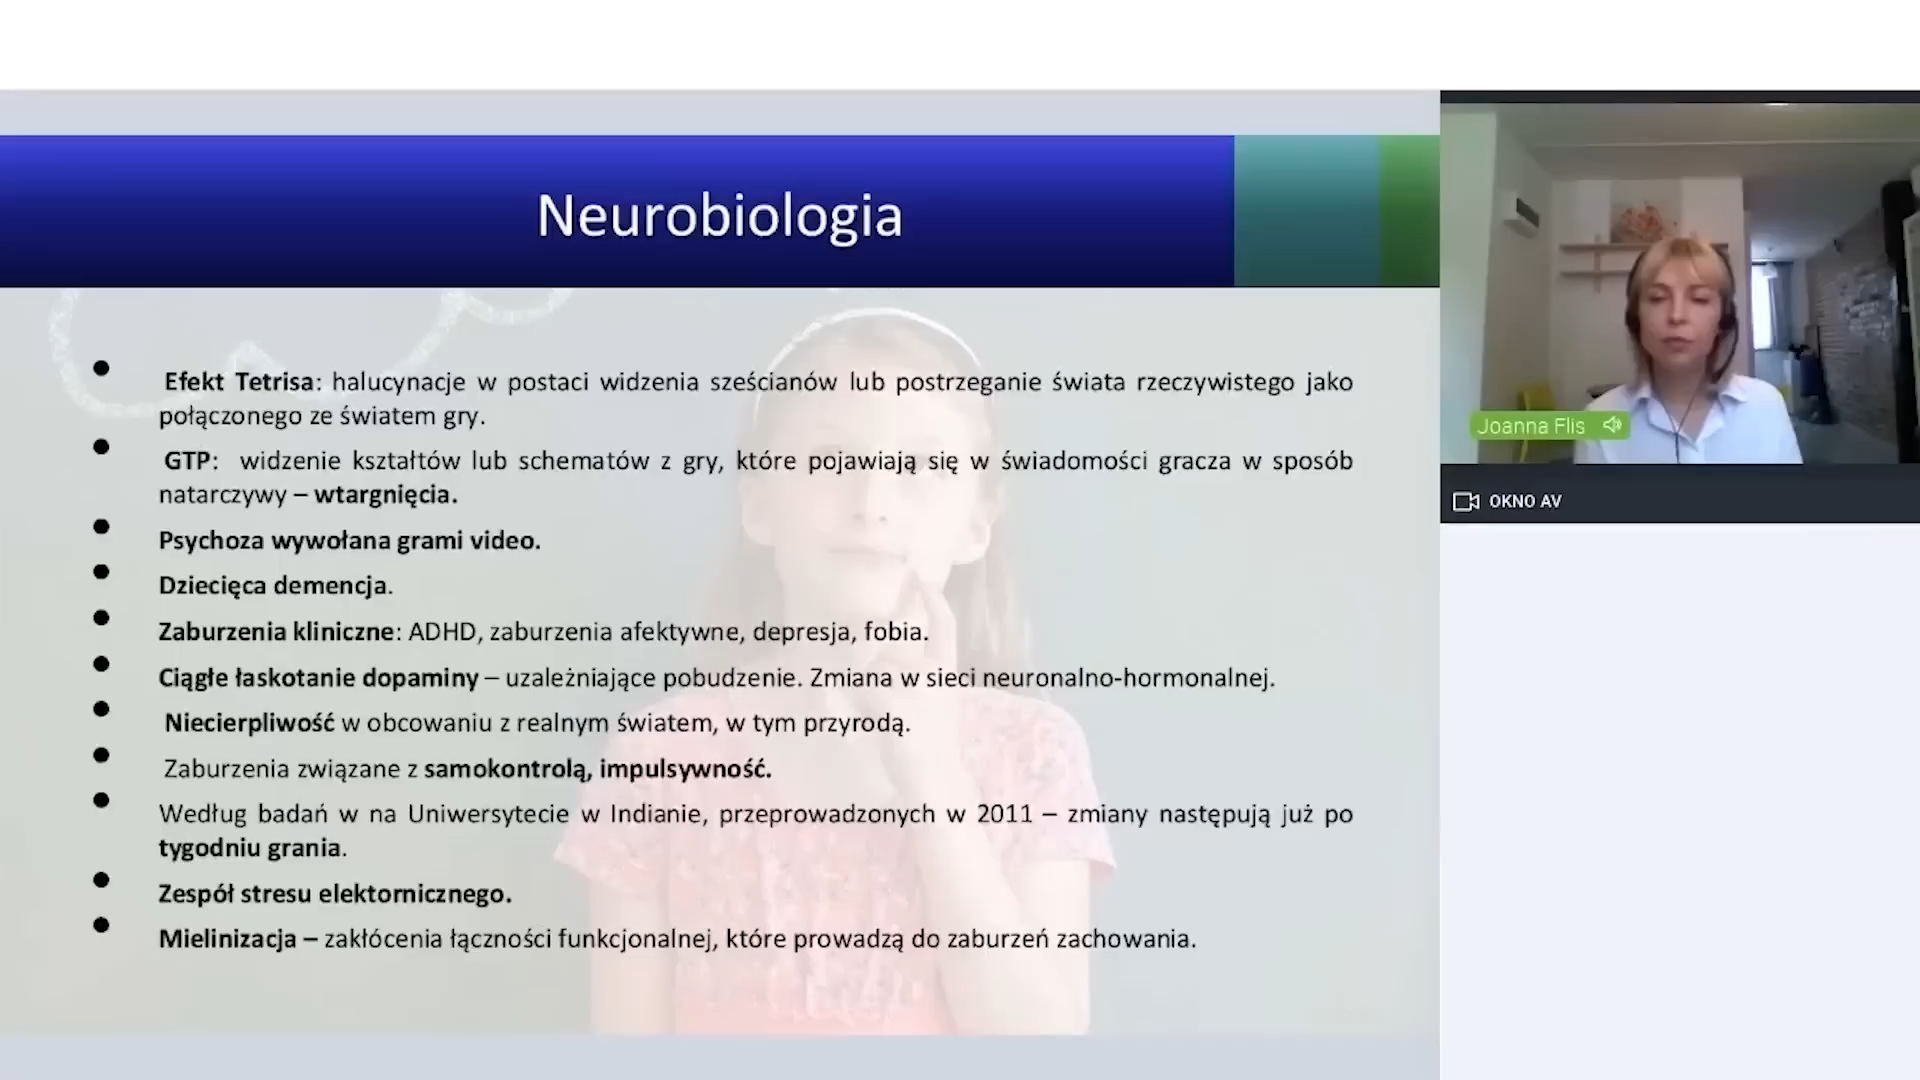 Neurobiologia
Efekt Tetrisa: halucynacje w postaci widzenia sześcianów lub postrzeganie świata rzeczywistego jako
połączonego ze światem gry.
GTP: widzenie kształtów lub schematów z gry, które pojawiają się w świadomości gracza w sposób
natarczywy – wtargnięcia.
Psychoza wywołana grami video.
Dziecięca demencja.
Zaburzenia kliniczne: ADHD, zaburzenia afektywne, depresja, fobia.
Ciągłe łaskotanie dopaminy – uzależniające pobudzenie. Zmiana w sieci neuronalno-hormonalnej.
Niecierpliwość w obcowaniu z realnym światem, w tym przyrodą.
Zaburzenia związane z samokontrolą, impulsywność.
Według badań w na Uniwersytecie w Indianie, przeprowadzonych w 2011 – zmiany następują już po
tygodniu grania.
Zespół stresu elektornicznego.
Mielinizacja – zakłócenia łączności funkcjonalnej, które prowadzą do zaburzeń zachowania.
Joanna Flis
OKNO AV